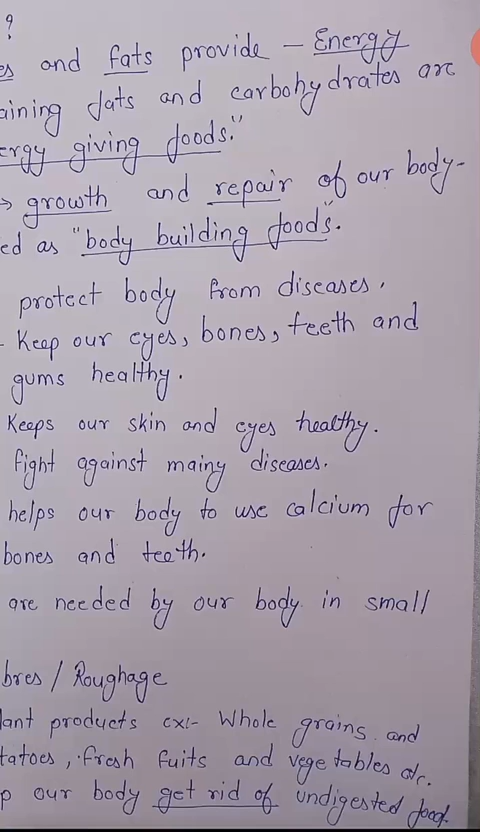 ?
es and fats provide - Energy
aining fats and carbohydrates are
ergy giving foods."
→ growth and repair of our body-
ed as "body building foods".
protect body from diseases.
- Keep our eyes, bones, teeth and
gums healthy.
Keeps our skin and eyes healthy.
fight against mainy diseases.
helps our body to use calcium for
bones and teeth.
are needed by our body in small
bres / Roughage
lant products ex:- Whole grains and
tatoes, fresh fuits and vegetables etc.
p our body get rid of undigested food.